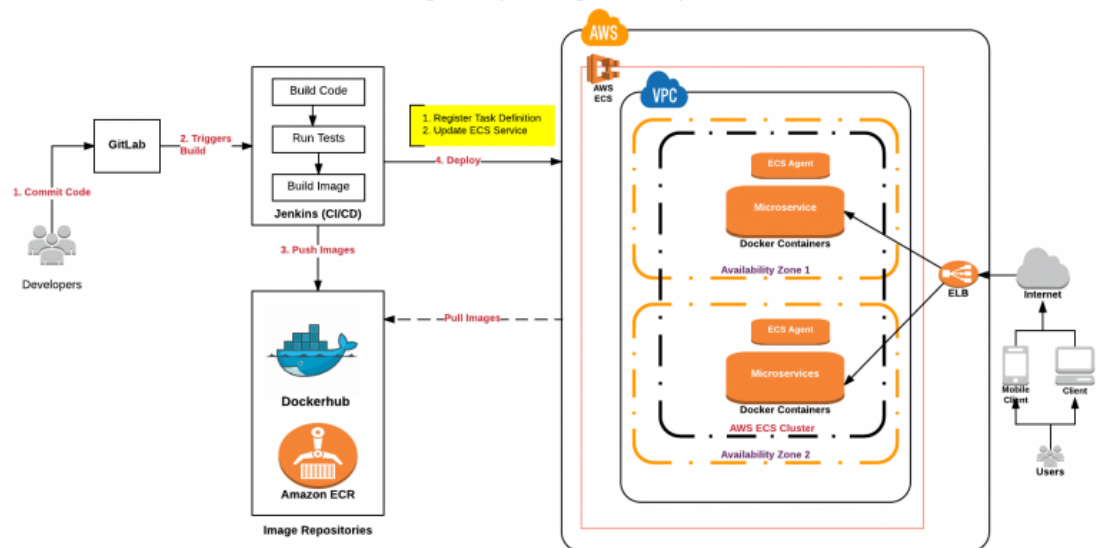 AWS
AWS
ECS
VPC
Build Code
Run Tests
Build Image
Jenkins (CI/CD)
1. Register Task Definition
2. Update ECS Service
GitLab
2. Triggers
Build
4. Deploy
1. Commit Code
Developers
3. Push Images
Pull Images
Dockerhub
Amazon ECR
Image Repositories
ECS Agent
Microservice
Docker Containers
Availability Zone 1
ECS Agent
Microservices
Docker Containers
AWS ECS Cluster
Availability Zone 2
ELB
Internet
Mobile
Client
Client
Users